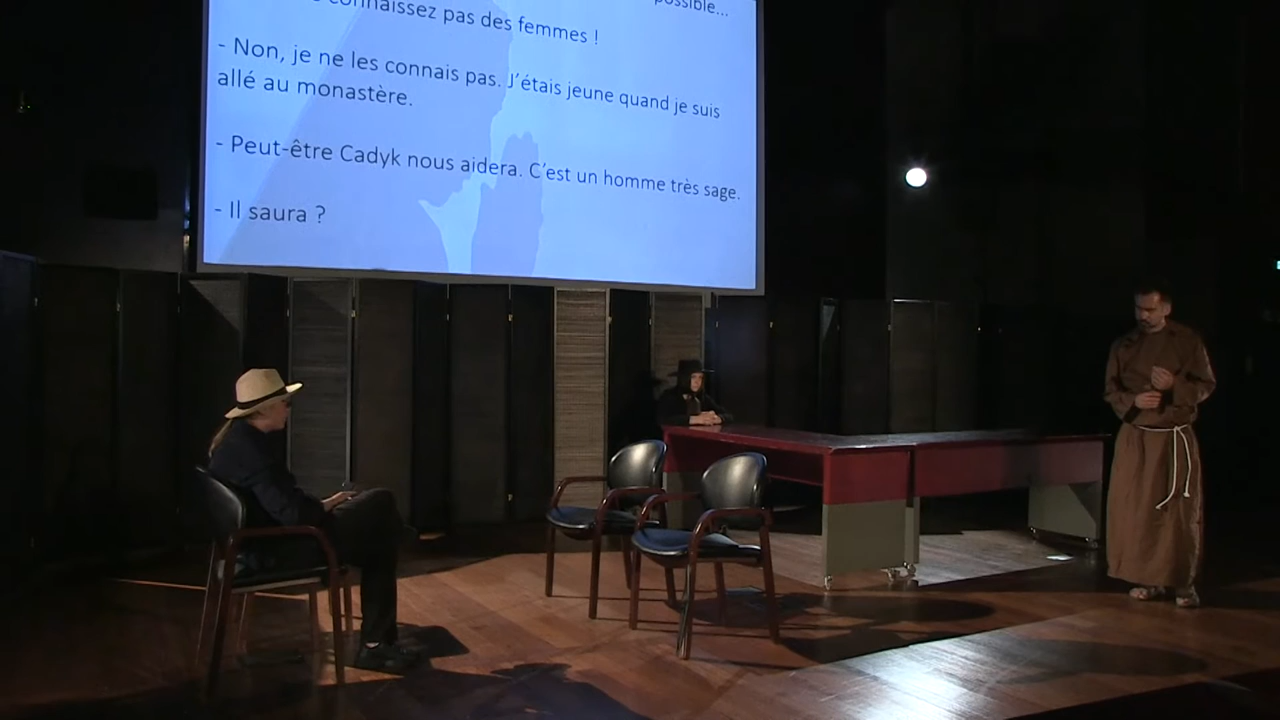 possible...
connaissez pas des femmes !
- Non, je ne les connais pas. J'étais jeune quand je suis
allé au monastère.
- Peut-être Cadyk nous aidera. C'est un homme très sage.
- Il saura ?